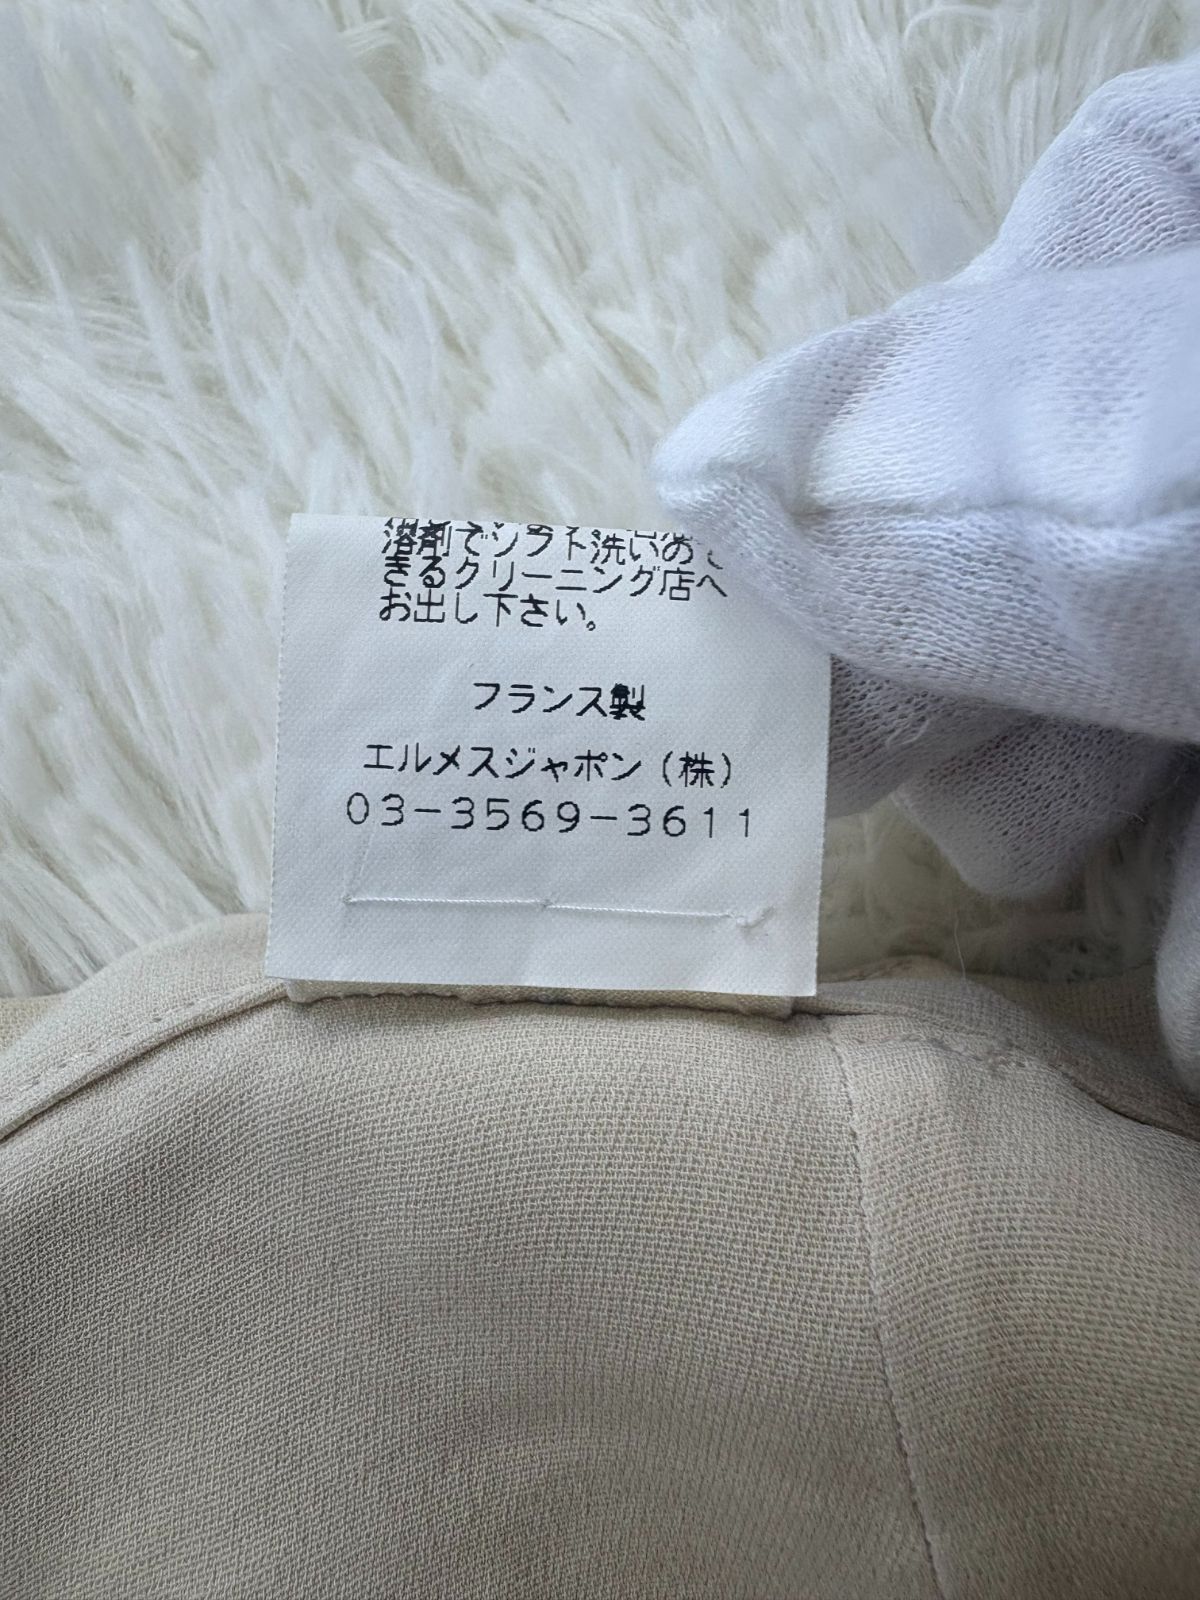 溶剤でソフト洗いので
きるクリーニング店へ
お出し下さい。
フランス製
エルメスジャポン（株）
03-3569-3611